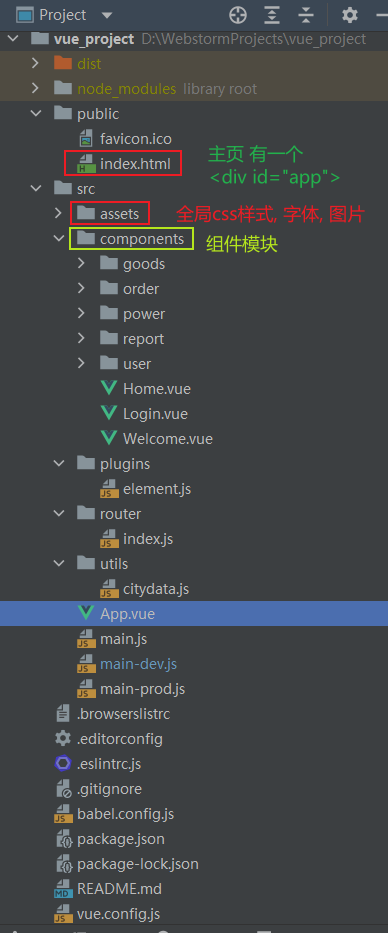 Project
vue_project D:\WebstormProjects\vue_project
dist
node_modules library root
public
favicon.ico
index.html
主页 有一个
<div id="app">
src
assets
全局css样式, 字体, 图片
components
组件模块
goods
order
power
report
user
Home.vue
Login.vue
Welcome.vue
plugins
element.js
router
index.js
utils
citydata.js
App.vue
main.js
main-dev.js
main-prod.js
.browserslistrc
.editorconfig
.eslintrc.js
.gitignore
babel.config.js
package.json
package-lock.json
README.md
vue.config.js